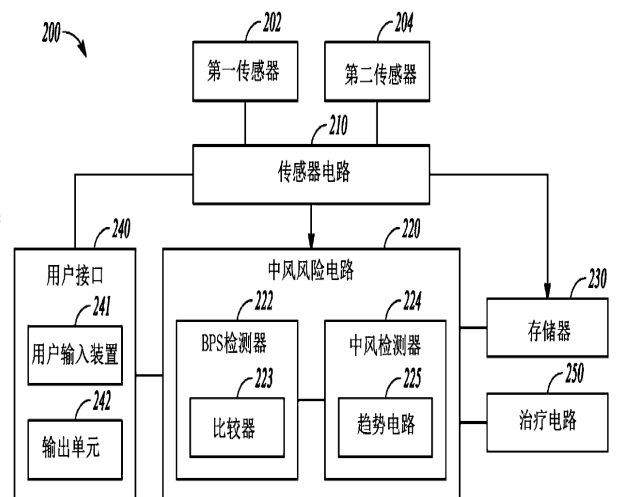 200
202
204
第一传感器
第二传感器
210
传感器电路
240
220
用户接口
中风风险电路
241
222
224
230
用户输入装置
BPS检测器
中风检测器
存储器
242
223
225
250
输出单元
比较器
趋势电路
治疗电路